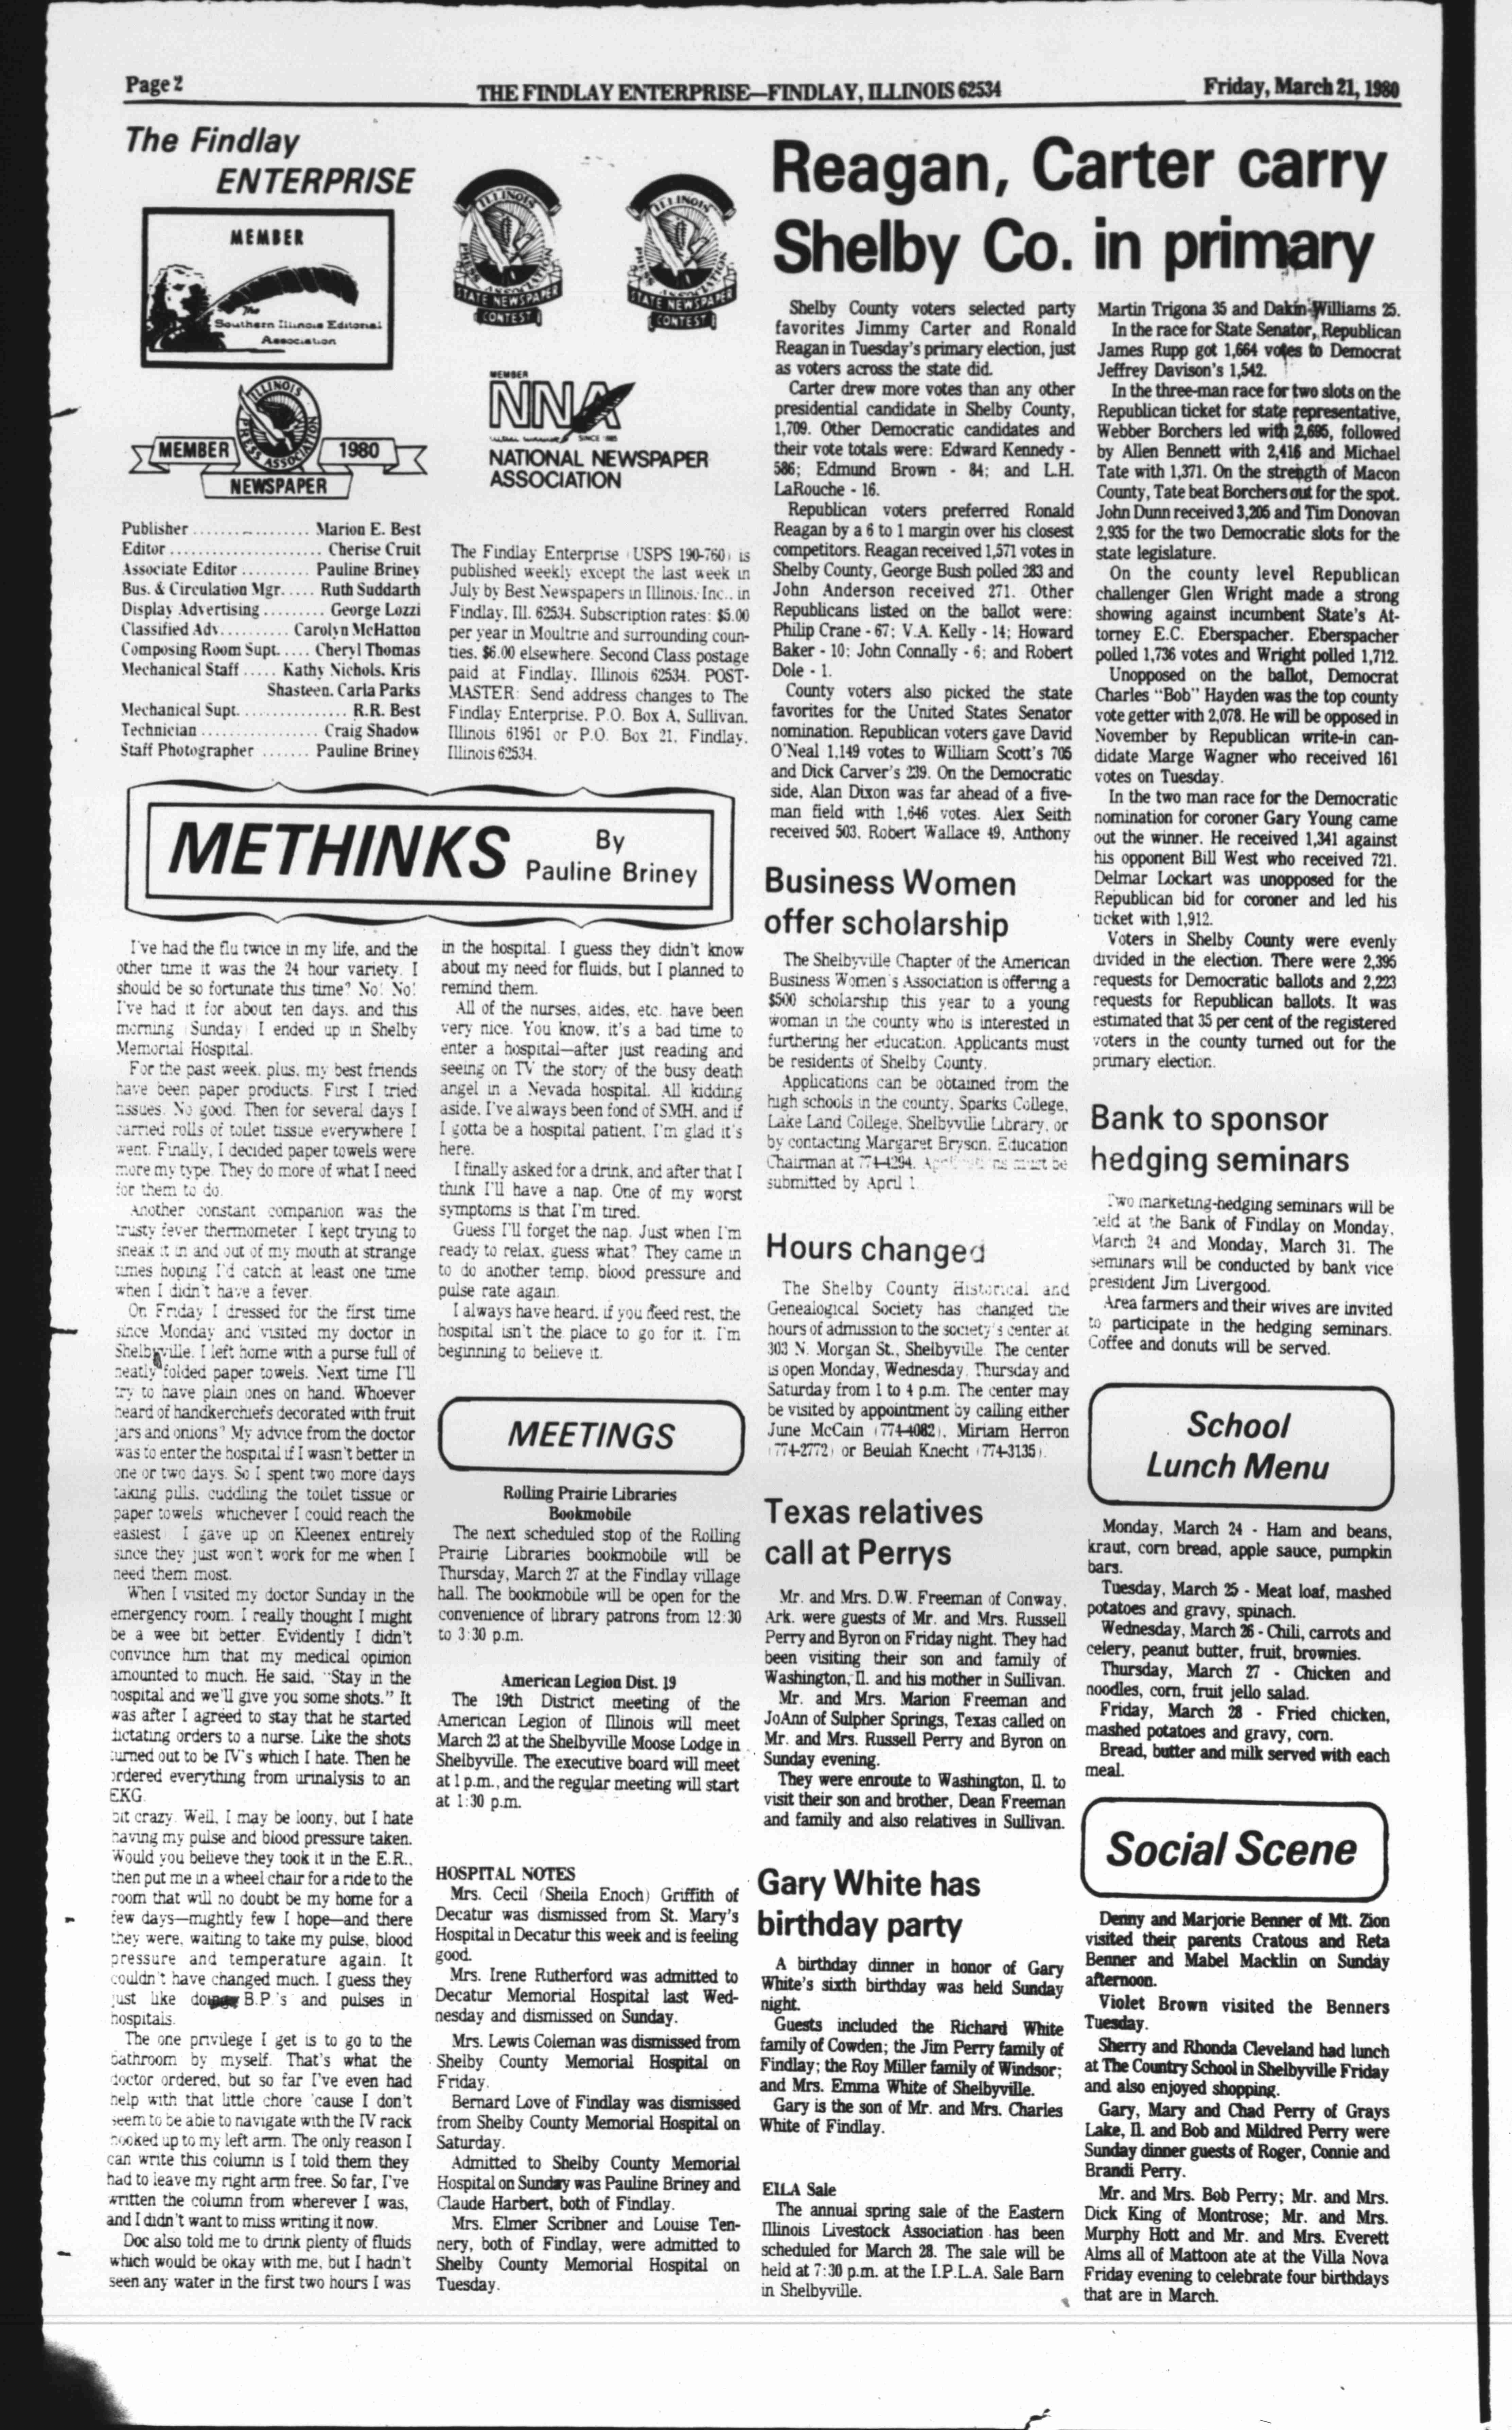 Page 2
THE FINDLAY ENTERPRISE—FINDLAY, ILLINOIS 62534
Friday, March 21, 1980
The Findlay
ENTERPRISE
MEMBER
The
Southern Illinois Editorial
Association
ILLINOIS
PRESS ASSOCIATION
MEMBER 1980
NEWSPAPER
ILLINOIS
PRESS ASSOCIATION
STATE NEWSPAPER
CONTEST
ILLINOIS
PRESS ASSOCIATION
STATE NEWSPAPER
CONTEST
MEMBER
NNA
SINCE 1885
NATIONAL NEWSPAPER
ASSOCIATION
Publisher ................. Marion E. Best
Editor ...................... Cherise Cruit
Associate Editor .......... Pauline Briney
Bus. & Circulation Mgr. .... Ruth Suddarth
Display Advertising ......... George Lozzi
Classified Adv. ......... Carolyn McHatton
Composing Room Supt. .... Cheryl Thomas
Mechanical Staff ..... Kathy Nichols, Kris
Shasteen, Carla Parks
Mechanical Supt. ............... R.R. Best
Technician ................. Craig Shadow
Staff Photographer ....... Pauline Briney
The Findlay Enterprise (USPS 190-760) is
published weekly except the last week in
July by Best Newspapers in Illinois, Inc., in
Findlay, Ill. 62534. Subscription rates: $5.00
per year in Moultrie and surrounding coun-
ties. $6.00 elsewhere. Second Class postage
paid at Findlay, Illinois 62534. POST-
MASTER: Send address changes to The
Findlay Enterprise, P.O. Box A, Sullivan,
Illinois 61951 or P.O. Box 21, Findlay,
Illinois 62534.
METHINKS
By
Pauline Briney
I've had the flu twice in my life, and the
other time it was the 24 hour variety. I
should be so fortunate this time? No! No!
I've had it for about ten days, and this
morning (Sunday) I ended up in Shelby
Memorial Hospital.
For the past week, plus, my best friends
have been paper products. First I tried
tissues. No good. Then for several days I
carried rolls of toilet tissue everywhere I
went. Finally, I decided paper towels were
more my type. They do more of what I need
for them to do.
Another constant companion was the
trusty fever thermometer. I kept trying to
sneak it in and out of my mouth at strange
times hoping I'd catch at least one time
when I didn't have a fever.
On Friday I dressed for the first time
since Monday and visited my doctor in
Shelbyville. I left home with a purse full of
neatly folded paper towels. Next time I'll
try to have plain ones on hand. Whoever
heard of handkerchiefs decorated with fruit
jars and onions? My advice from the doctor
was to enter the hospital if I wasn't better in
one or two days. So I spent two more days
taking pills, cuddling the toilet tissue or
paper towels (whichever I could reach the
easiest) I gave up on Kleenex entirely
since they just won't work for me when I
need them most.
When I visited my doctor Sunday in the
emergency room. I really thought I might
be a wee bit better. Evidently I didn't
convince him that my medical opinion
amounted to much. He said, "Stay in the
hospital and we'll give you some shots." It
was after I agreed to stay that he started
dictating orders to a nurse. Like the shots
turned out to be IV's which I hate. Then he
ordered everything from urinalysis to an
EKG.
bit crazy. Well, I may be loony, but I hate
having my pulse and blood pressure taken.
Would you believe they took it in the E.R.,
then put me in a wheel chair for a ride to the
room that will no doubt be my home for a
few days—mightly few I hope—and there
they were, waiting to take my pulse, blood
pressure and temperature again. It
couldn't have changed much. I guess they
just like doing B.P.'s and pulses in
hospitals.
The one privilege I get is to go to the
bathroom by myself. That's what the
doctor ordered, but so far I've even had
help with that little chore 'cause I don't
seem to be able to navigate with the IV rack
hooked up to my left arm. The only reason I
can write this column is I told them they
had to leave my right arm free. So far, I've
written the column from wherever I was,
and I didn't want to miss writing it now.
Doc also told me to drink plenty of fluids
which would be okay with me, but I hadn't
seen any water in the first two hours I was
in the hospital. I guess they didn't know
about my need for fluids, but I planned to
remind them.
All of the nurses, aides, etc. have been
very nice. You know, it's a bad time to
enter a hospital—after just reading and
seeing on TV the story of the busy death
angel in a Nevada hospital. All kidding
aside, I've always been fond of SMH, and if
I gotta be a hospital patient, I'm glad it's
here.
I finally asked for a drink, and after that I
think I'll have a nap. One of my worst
symptoms is that I'm tired.
Guess I'll forget the nap. Just when I'm
ready to relax, guess what? They came in
to do another temp, blood pressure and
pulse rate again.
I always have heard, if you need rest, the
hospital isn't the place to go for it. I'm
beginning to believe it.
MEETINGS
Rolling Prairie Libraries
Bookmobile
The next scheduled stop of the Rolling
Prairie Libraries bookmobile will be
Thursday, March 27 at the Findlay village
hall. The bookmobile will be open for the
convenience of library patrons from 12:30
to 3:30 p.m.
American Legion Dist. 19
The 19th District meeting of the
American Legion of Illinois will meet
March 23 at the Shelbyville Moose Lodge in
Shelbyville. The executive board will meet
at 1 p.m., and the regular meeting will start
at 1:30 p.m.
HOSPITAL NOTES
Mrs. Cecil (Sheila Enoch) Griffith of
Decatur was dismissed from St. Mary's
Hospital in Decatur this week and is feeling
good.
Mrs. Irene Rutherford was admitted to
Decatur Memorial Hospital last Wed-
nesday and dismissed on Sunday.
Mrs. Lewis Coleman was dismissed from
Shelby County Memorial Hospital on
Friday.
Bernard Love of Findlay was dismissed
from Shelby County Memorial Hospital on
Saturday.
Admitted to Shelby County Memorial
Hospital on Sunday was Pauline Briney and
Claude Harbert, both of Findlay.
Mrs. Elmer Scribner and Louise Ten-
nery, both of Findlay, were admitted to
Shelby County Memorial Hospital on
Tuesday.
Reagan, Carter carry
Shelby Co. in primary
Shelby County voters selected party
favorites Jimmy Carter and Ronald
Reagan in Tuesday's primary election, just
as voters across the state did.
Carter drew more votes than any other
presidential candidate in Shelby County,
1,709. Other Democratic candidates and
their vote totals were: Edward Kennedy -
586; Edmund Brown - 84; and L.H.
LaRouche - 16.
Republican voters preferred Ronald
Reagan by a 6 to 1 margin over his closest
competitors. Reagan received 1,571 votes in
Shelby County, George Bush polled 283 and
John Anderson received 271. Other
Republicans listed on the ballot were:
Philip Crane - 67; V.A. Kelly - 14; Howard
Baker - 10; John Connally - 6; and Robert
Dole - 1.
County voters also picked the state
favorites for the United States Senator
nomination. Republican voters gave David
O'Neal 1,149 votes to William Scott's 706
and Dick Carver's 239. On the Democratic
side, Alan Dixon was far ahead of a five-
man field with 1,646 votes. Alex Seith
received 503, Robert Wallace 49, Anthony
Martin Trigona 35 and Dakin Williams 25.
In the race for State Senator, Republican
James Rupp got 1,664 votes to Democrat
Jeffrey Davison's 1,542.
In the three-man race for two slots on the
Republican ticket for state representative,
Webber Borchers led with 2,695, followed
by Allen Bennett with 2,416 and Michael
Tate with 1,371. On the strength of Macon
County, Tate beat Borchers out for the spot.
John Dunn received 3,205 and Tim Donovan
2,935 for the two Democratic slots for the
state legislature.
On the county level Republican
challenger Glen Wright made a strong
showing against incumbent State's At-
torney E.C. Eberspacher. Eberspacher
polled 1,736 votes and Wright polled 1,712.
Unopposed on the ballot, Democrat
Charles "Bob" Hayden was the top county
vote getter with 2,078. He will be opposed in
November by Republican write-in can-
didate Marge Wagner who received 161
votes on Tuesday.
In the two man race for the Democratic
nomination for coroner Gary Young came
out the winner. He received 1,341 against
his opponent Bill West who received 721.
Delmar Lockart was unopposed for the
Republican bid for coroner and led his
ticket with 1,912.
Voters in Shelby County were evenly
divided in the election. There were 2,396
requests for Democratic ballots and 2,223
requests for Republican ballots. It was
estimated that 35 per cent of the registered
voters in the county turned out for the
primary election.
Business Women
offer scholarship
The Shelbyville Chapter of the American
Business Women's Association is offering a
$500 scholarship this year to a young
woman in the county who is interested in
furthering her education. Applicants must
be residents of Shelby County.
Applications can be obtained from the
high schools in the county, Sparks College,
Lake Land College, Shelbyville Library, or
by contacting Margaret Bryson, Education
Chairman at 774-4294. Applications must be
submitted by April 1.
Hours changed
The Shelby County Historical and
Genealogical Society has changed the
hours of admission to the society's center at
303 N. Morgan St., Shelbyville. The center
is open Monday, Wednesday, Thursday and
Saturday from 1 to 4 p.m. The center may
be visited by appointment by calling either
June McCain (774-4082), Miriam Herron
(774-2772) or Beulah Knecht (774-3135).
Texas relatives
call at Perrys
Mr. and Mrs. D.W. Freeman of Conway,
Ark. were guests of Mr. and Mrs. Russell
Perry and Byron on Friday night. They had
been visiting their son and family of
Washington, Il. and his mother in Sullivan.
Mr. and Mrs. Marion Freeman and
JoAnn of Sulpher Springs, Texas called on
Mr. and Mrs. Russell Perry and Byron on
Sunday evening.
They were enroute to Washington, Il. to
visit their son and brother, Dean Freeman
and family and also relatives in Sullivan.
Gary White has
birthday party
A birthday dinner in honor of Gary
White's sixth birthday was held Sunday
night.
Guests included the Richard White
family of Cowden; the Jim Perry family of
Findlay; the Roy Miller family of Windsor;
and Mrs. Emma White of Shelbyville.
Gary is the son of Mr. and Mrs. Charles
White of Findlay.
EILA Sale
The annual spring sale of the Eastern
Illinois Livestock Association has been
scheduled for March 28. The sale will be
held at 7:30 p.m. at the I.P.L.A. Sale Barn
in Shelbyville.
Bank to sponsor
hedging seminars
Two marketing-hedging seminars will be
held at the Bank of Findlay on Monday,
March 24 and Monday, March 31. The
seminars will be conducted by bank vice
president Jim Livergood.
Area farmers and their wives are invited
to participate in the hedging seminars.
Coffee and donuts will be served.
School
Lunch Menu
Monday, March 24 - Ham and beans,
kraut, corn bread, apple sauce, pumpkin
bars.
Tuesday, March 25 - Meat loaf, mashed
potatoes and gravy, spinach.
Wednesday, March 26 - Chili, carrots and
celery, peanut butter, fruit, brownies.
Thursday, March 27 - Chicken and
noodles, corn, fruit jello salad.
Friday, March 28 - Fried chicken,
mashed potatoes and gravy, corn.
Bread, butter and milk served with each
meal.
Social Scene
Denny and Marjorie Benner of Mt. Zion
visited their parents Cratous and Reta
Benner and Mabel Macklin on Sunday
afternoon.
Violet Brown visited the Benners
Tuesday.
Sherry and Rhonda Cleveland had lunch
at The Country School in Shelbyville Friday
and also enjoyed shopping.
Gary, Mary and Chad Perry of Grays
Lake, Il. and Bob and Mildred Perry were
Sunday dinner guests of Roger, Connie and
Brandi Perry.
Mr. and Mrs. Bob Perry; Mr. and Mrs.
Dick King of Montrose; Mr. and Mrs.
Murphy Hott and Mr. and Mrs. Everett
Alms all of Mattoon ate at the Villa Nova
Friday evening to celebrate four birthdays
that are in March.